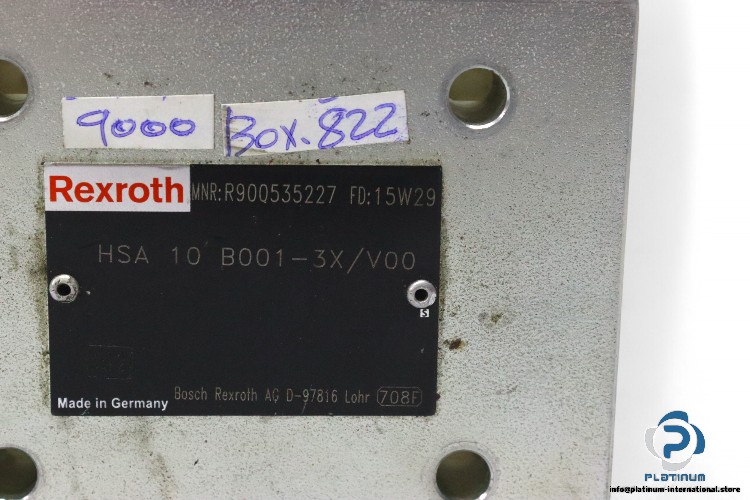 9000 Box.822
Rexroth MNR:R900535227 FD:15W29
HSA 10 B001-3X/V00
S
Bosch Rexroth AG D-97816 Lohr 708F
Made in Germany
PLATINUM
info@platinum-international.store